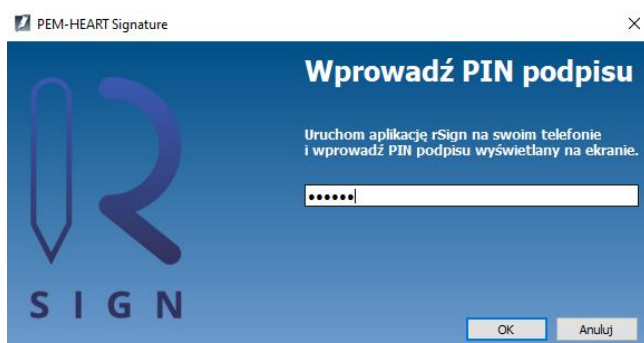 PEM-HEART Signature
Wprowadź PIN podpisu
Uruchom aplikację rSign na swoim telefonie
i wprowadź PIN podpisu wyświetlany na ekranie.
••••••
R
SIGN
OK
Anuluj